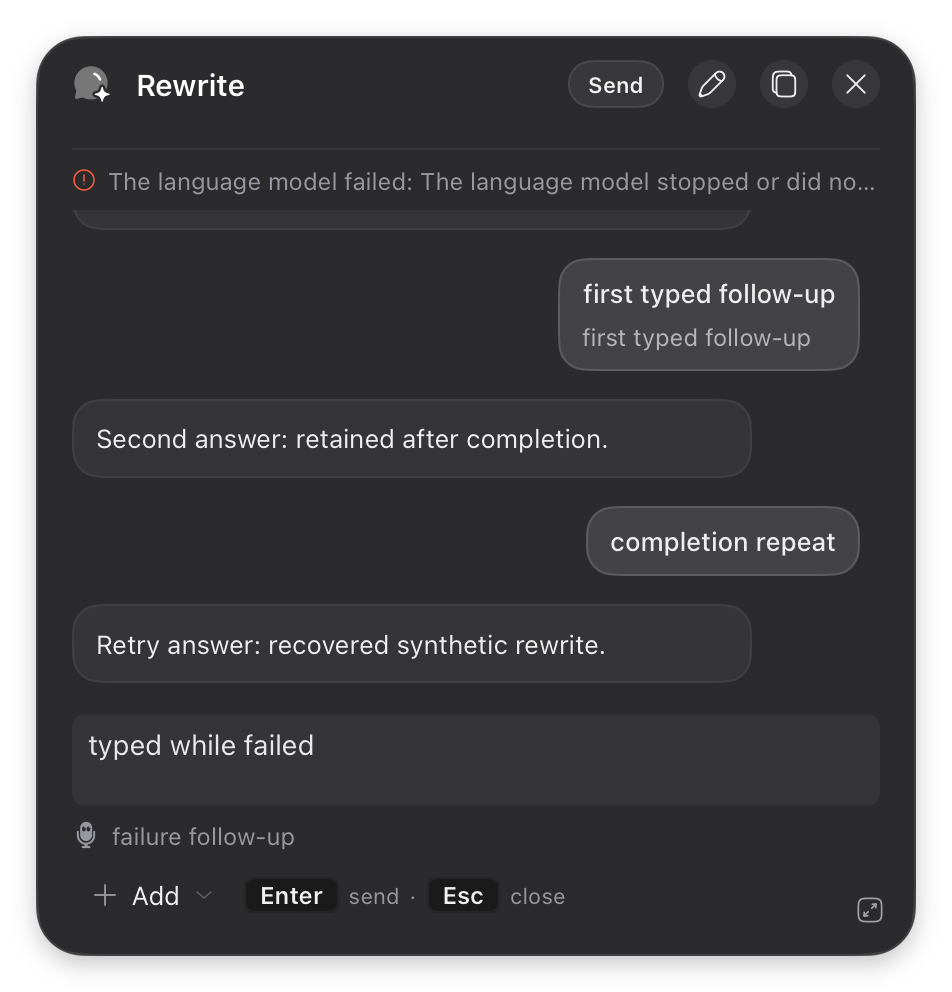 Rewrite
Send
The language model failed: The language model stopped or did no...
first typed follow-up
first typed follow-up
Second answer: retained after completion.
completion repeat
Retry answer: recovered synthetic rewrite.
typed while failed
failure follow-up
Add Enter send · Esc close